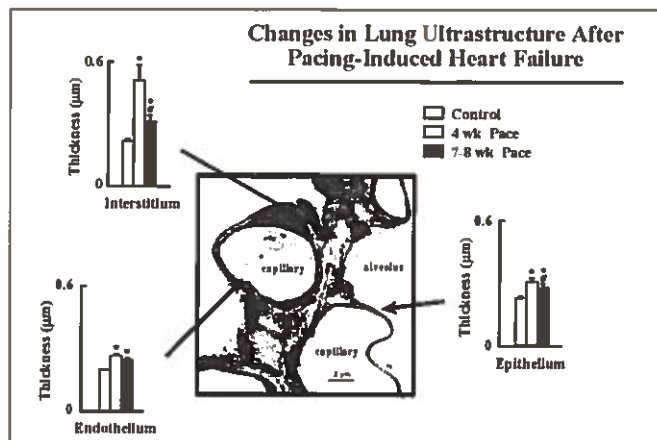 Changes in Lung Ultrastructure After
Pacing-Induced Heart Failure
0.6
Thickness (µm)
0
Interstitium
Control
4 wk Pace
7-8 wk Pace
capillary
alveolus
capillary
0.6
Thickness (µm)
0
Endothelium
0.6
Thickness (µm)
0
Epithelium